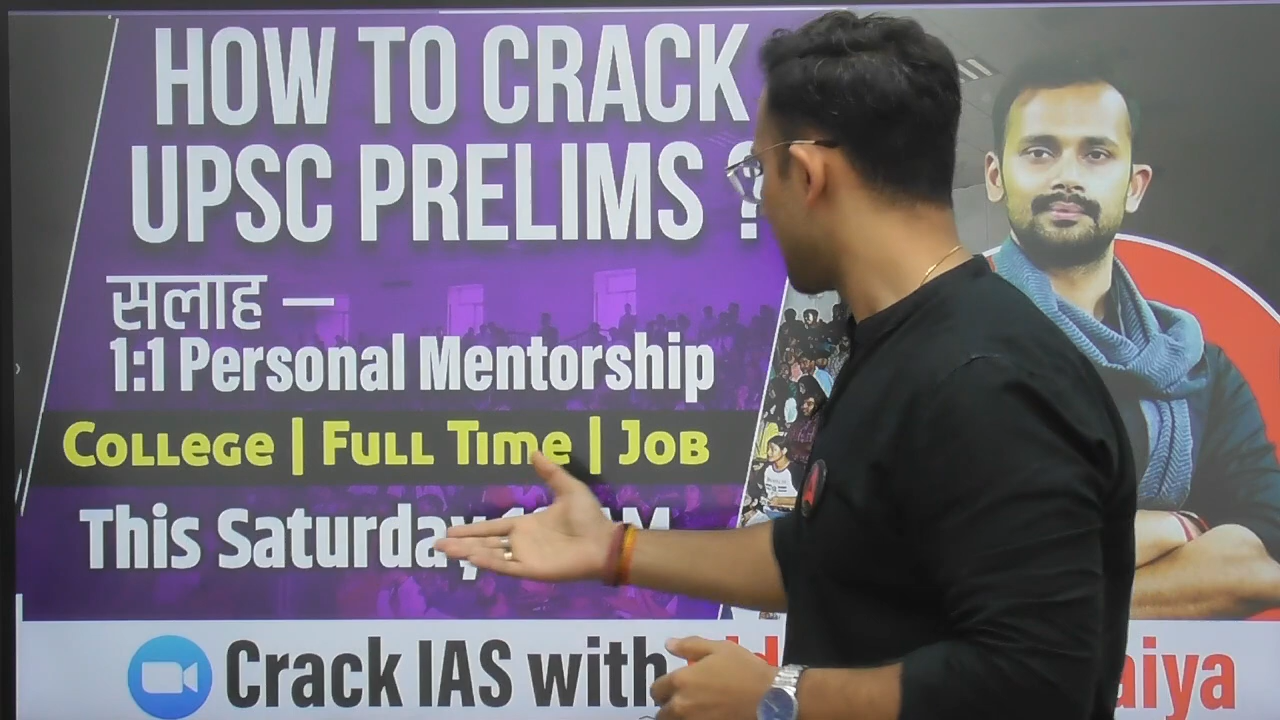 HOW TO CRACK
UPSC PRELIMS ?
सलाह —
1:1 Personal Mentorship
COLLEGE | FULL TIME | JOB
This Saturday AM
Crack IAS with aiya